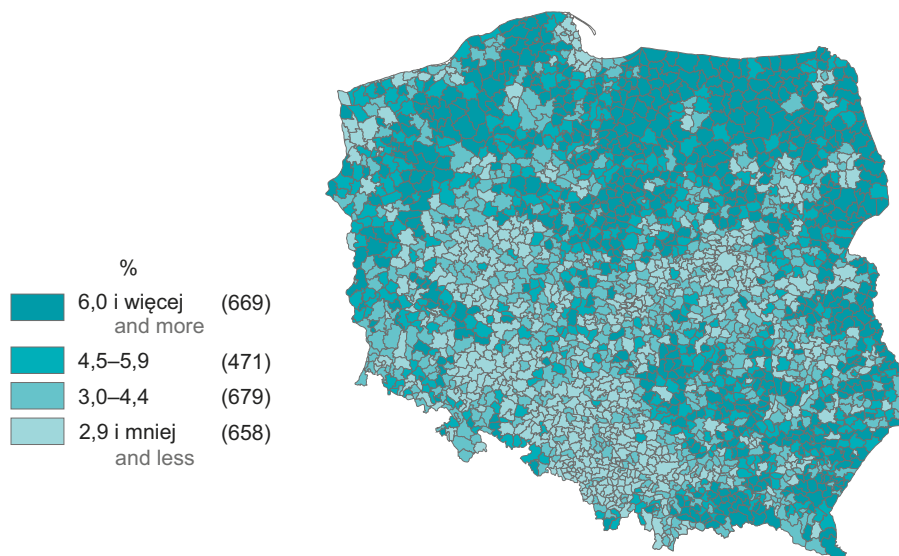 %
6,0 i więcej (669)
and more
4,5–5,9 (471)
3,0–4,4 (679)
2,9 i mniej (658)
and less